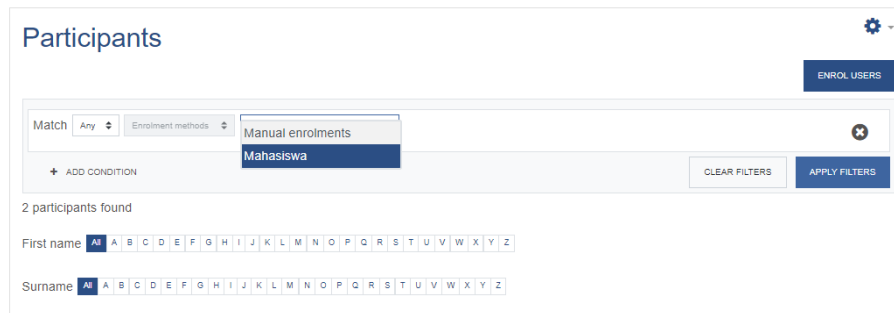 Participants
ENROL USERS
Match Any Enrolment methods
Manual enrolments
Mahasiswa
+ ADD CONDITION CLEAR FILTERS APPLY FILTERS
2 participants found
First name All A B C D E F G H I J K L M N O P Q R S T U V W X Y Z
Surname All A B C D E F G H I J K L M N O P Q R S T U V W X Y Z